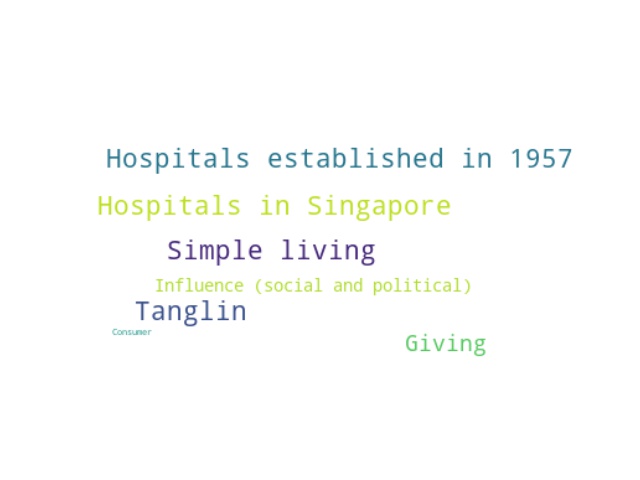 Hospitals established in 1957
Hospitals in Singapore
Simple living
Influence (social and political)
Tanglin
Consumer
Giving